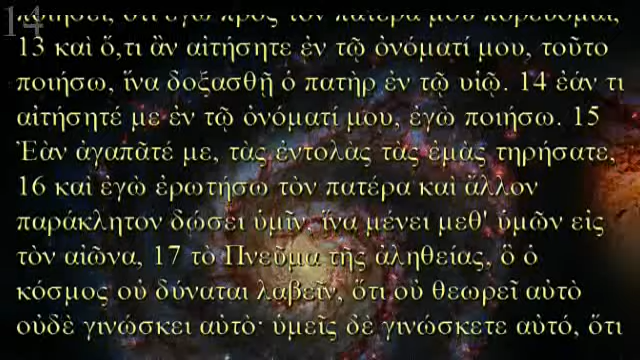 14
ποιήσει, ὅτι ἐγὼ πρὸς τὸν πατέρα μου πορεύομαι,
13 καὶ ὅ,τι ἂν αἰτήσητε ἐν τῷ ὀνόματί μου, τοῦτο
ποιήσω, ἵνα δοξασθῇ ὁ πατὴρ ἐν τῷ υἱῷ. 14 ἐάν τι
αἰτήσητέ με ἐν τῷ ὀνόματί μου, ἐγὼ ποιήσω. 15
Ἐὰν ἀγαπᾶτέ με, τὰς ἐντολὰς τὰς ἐμὰς τηρήσατε,
16 καὶ ἐγὼ ἐρωτήσω τὸν πατέρα καὶ ἄλλον
παράκλητον δώσει ὑμῖν, ἵνα μένει μεθ' ὑμῶν εἰς
τὸν αἰῶνα, 17 τὸ Πνεῦμα τῆς ἀληθείας, ὃ ὁ
κόσμος οὐ δύναται λαβεῖν, ὅτι οὐ θεωρεῖ αὐτὸ
οὐδὲ γινώσκει αὐτὸ· ὑμεῖς δὲ γινώσκετε αὐτό, ὅτι